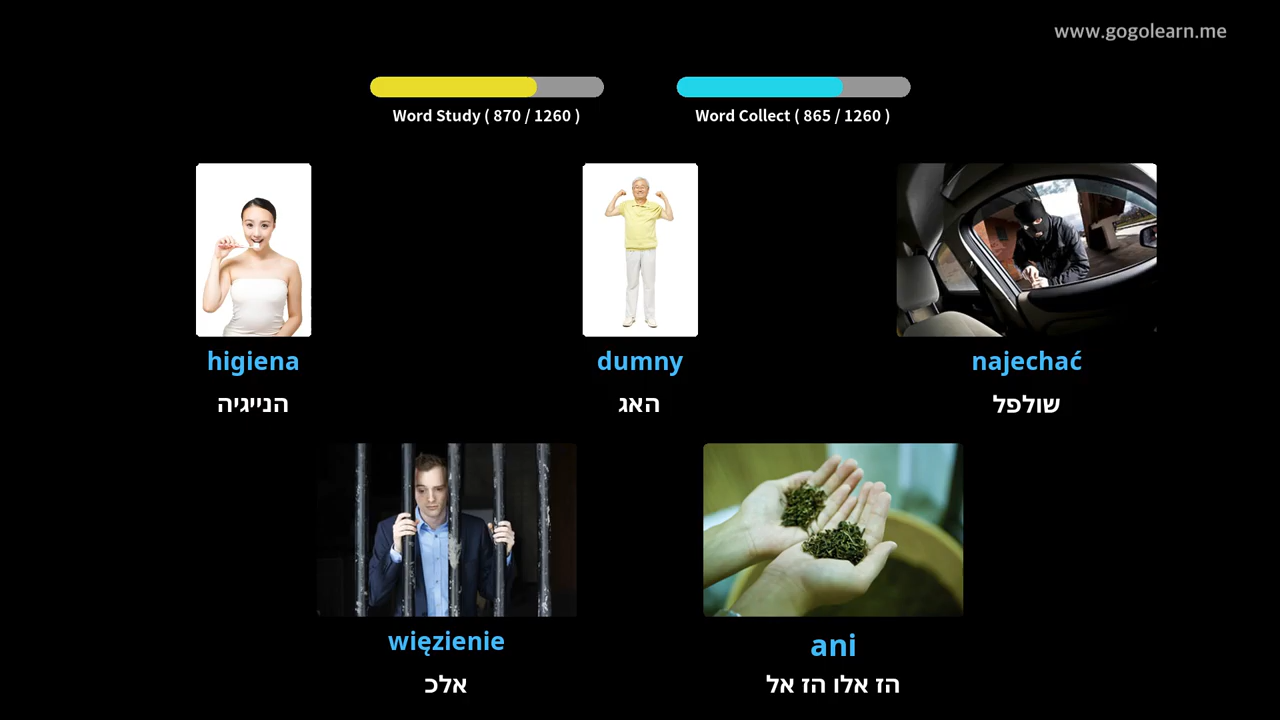 www.gogolearn.me
Word Study ( 870 / 1260 )
Word Collect ( 865 / 1260 )
higiena
הנייגיה
dumny
האג
najechać
שולפל
więzienie
אלכ
ani
הז אלו הז אל